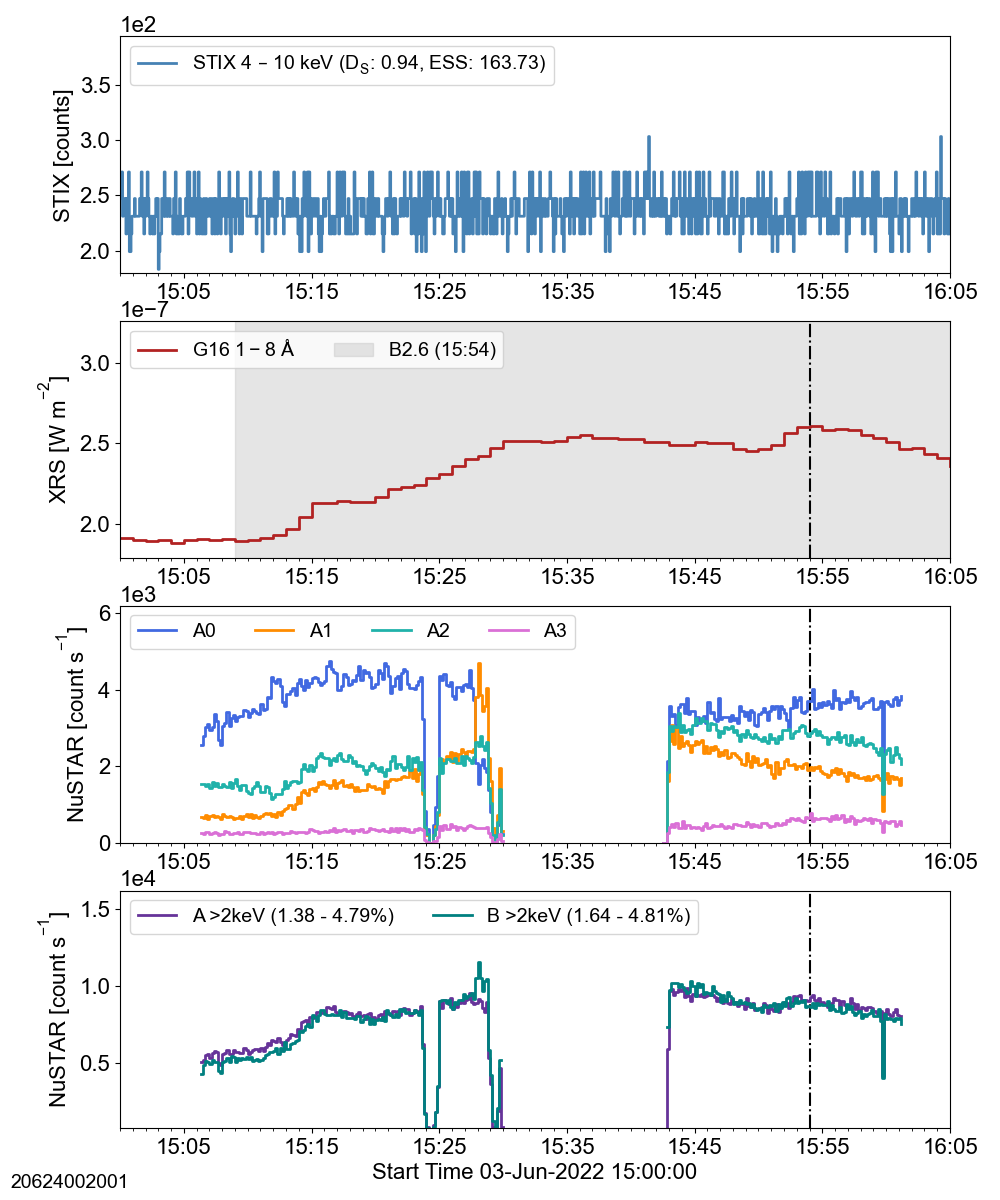 1e2
STIX 4 − 10 keV (DS: 0.94, ESS: 163.73)
STIX [counts]
3.5
3.0
2.5
2.0
15:05 15:15 15:26 15:35 15:45 15:55 16:05
1e−7
G16 1 − 8 Å B2.6 (15:54)
XRS [W m−2]
3.0
2.5
2.0
15:05 15:15 15:26 15:35 15:45 15:55 16:05
1e3
A0 A1 A2 A3
NuSTAR [count s−1]
6
4
2
0
15:05 15:15 15:26 15:35 15:45 15:55 16:05
1e4
A >2keV (1.38 - 4.79%) B >2keV (1.64 - 4.81%)
NuSTAR [count s−1]
1.5
1.0
0.5
15:05 15:15 15:26 15:35 15:45 15:55 16:05
Start Time 03-Jun-2022 15:00:00
20624002001